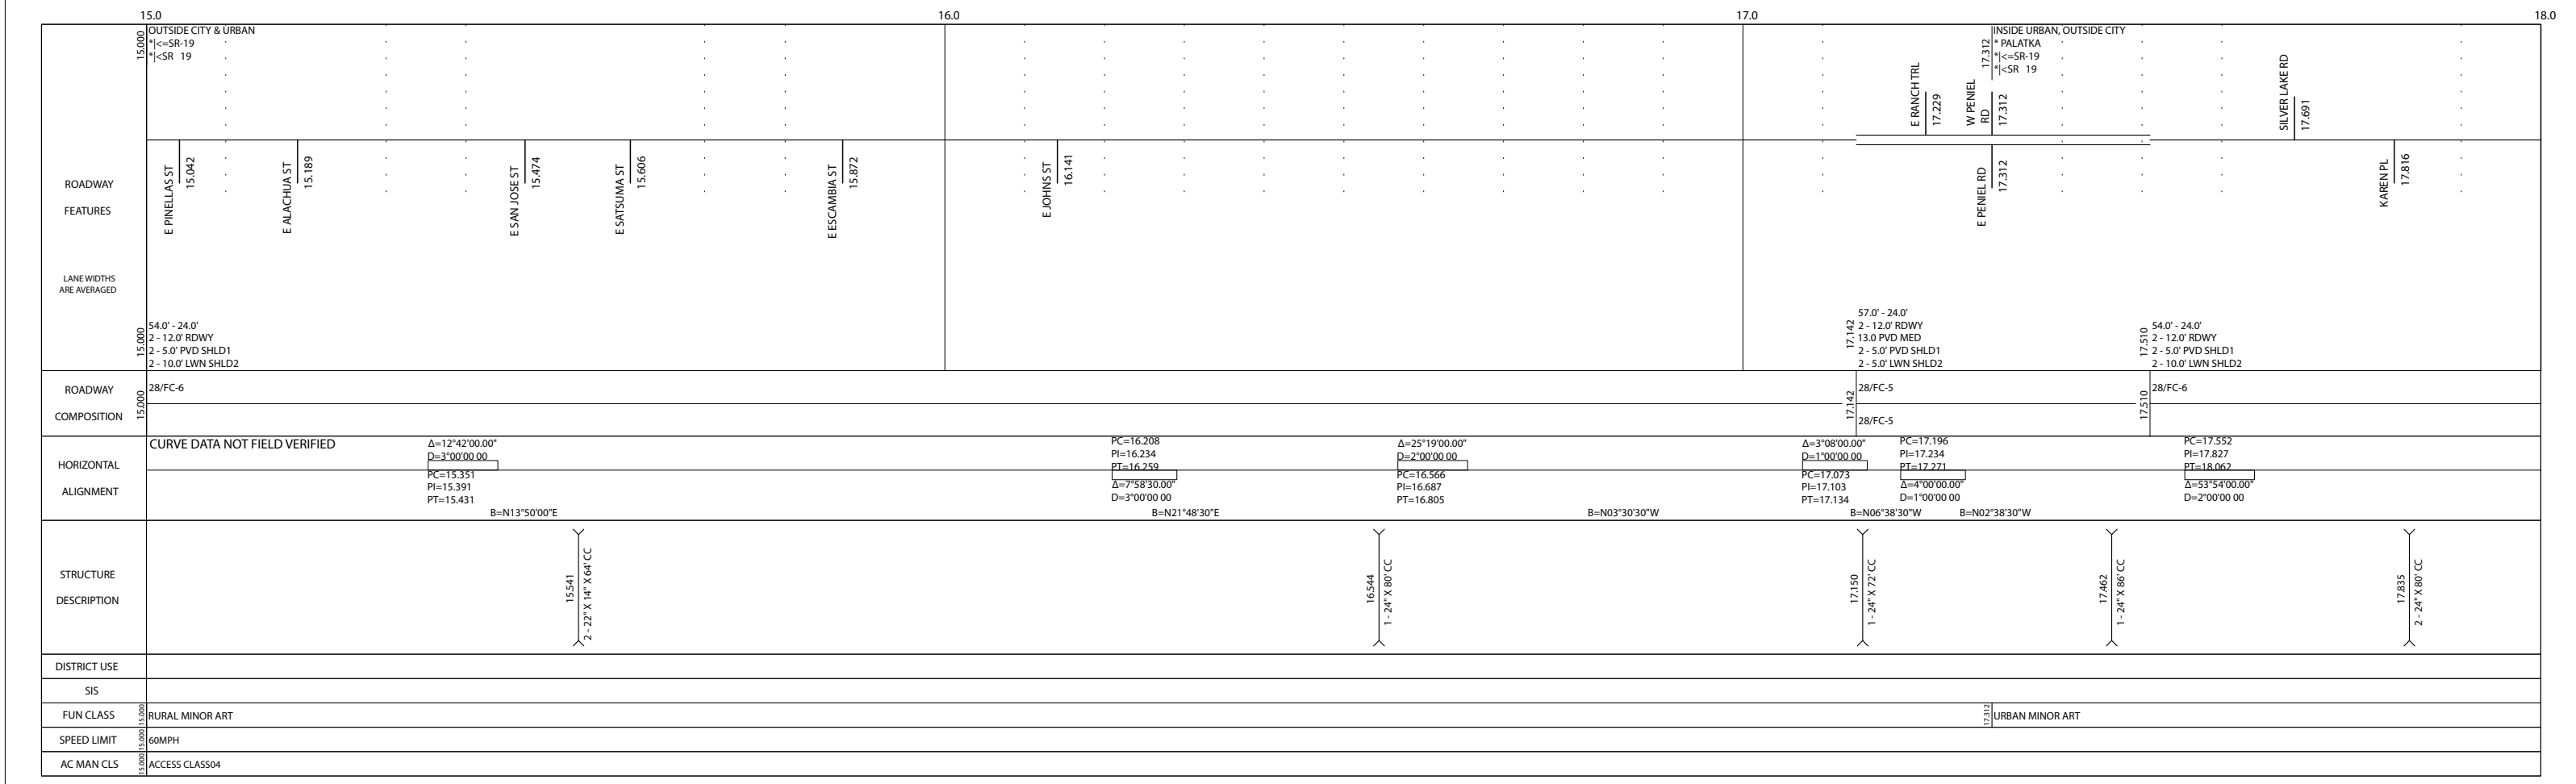 15.0
16.0
17.0
18.0
15.000
OUTSIDE CITY & URBAN
*|<=SR-19
*|<SR 19
17.312
INSIDE URBAN, OUTSIDE CITY
* PALATKA
*|<=SR-19
*|<SR 19
E RANCH TRL
17.229
W PENIEL
RD
17.312
SILVER LAKE RD
17.691
ROADWAY
FEATURES
E PINELLAS ST
15.042
E ALACHUA ST
15.189
E SAN JOSE ST
15.474
E SATSUMA ST
15.606
E ESCAMBIA ST
15.872
E JOHNS ST
16.141
E PENIEL RD
17.312
KAREN PL
17.816
LANE WIDTHS
ARE AVERAGED
15.000
54.0' - 24.0'
2 - 12.0' RDWY
2 - 5.0' PVD SHLD1
2 - 10.0' LWN SHLD2
17.142
57.0' - 24.0'
2 - 12.0' RDWY
13.0 PVD MED
2 - 5.0' PVD SHLD1
2 - 5.0' LWN SHLD2
17.510
54.0' - 24.0'
2 - 12.0' RDWY
2 - 5.0' PVD SHLD1
2 - 10.0' LWN SHLD2
ROADWAY
COMPOSITION
15.000
28/FC-6
17.142
28/FC-5
28/FC-5
17.510
28/FC-6
HORIZONTAL
ALIGNMENT
CURVE DATA NOT FIELD VERIFIED
Δ=12°42'00.00"
D=3°00'00 00
PC=15.351
PI=15.391
PT=15.431
B=N13°50'00"E
PC=16.208
PI=16.234
PT=16.259
Δ=7°58'30.00"
D=3°00'00 00
B=N21°48'30"E
Δ=25°19'00.00"
D=2°00'00 00
PC=16.566
PI=16.687
PT=16.805
B=N03°30'30"W
Δ=3°08'00.00"
D=1°00'00 00
PC=17.073
PI=17.103
PT=17.134
B=N06°38'30"W
PC=17.196
PI=17.234
PT=17.271
Δ=4°00'00.00"
D=1°00'00 00
B=N02°38'30"W
PC=17.552
PI=17.827
PT=18.062
Δ=53°54'00.00"
D=2°00'00 00
STRUCTURE
DESCRIPTION
15.541
2 - 22" X 14" X 64' CC
16.544
1 - 24" X 80' CC
17.150
1 - 24" X 72' CC
17.462
1 - 24" X 86' CC
17.835
2 - 24" X 80' CC
DISTRICT USE
SIS
FUN CLASS
15.000
RURAL MINOR ART
17.312
URBAN MINOR ART
SPEED LIMIT
15.000
60MPH
AC MAN CLS
15.000
ACCESS CLASS04